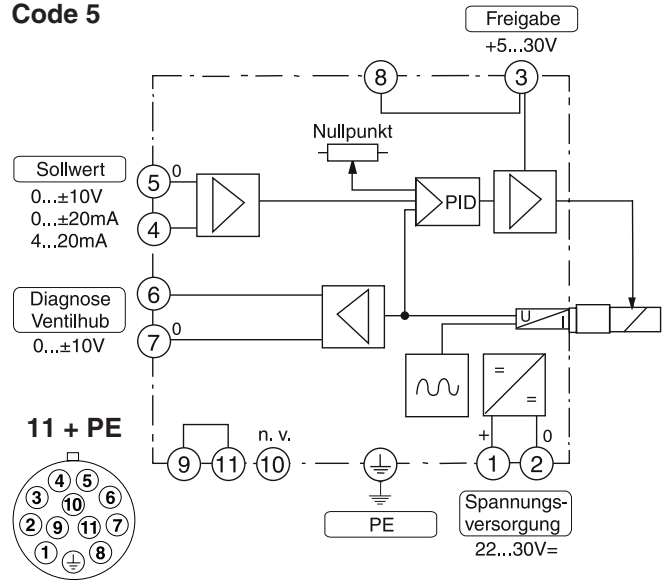 Code 5
Freigabe
+5...30V
8
3
Nullpunkt
Sollwert
0...±10V
0...±20mA
4...20mA
5
0
4
PID
6
Diagnose
Ventilhub
0...±10V
7
0
U
I
=
=
11 + PE
n. v.
+
0
9
11
10
1
2
PE
Spannungs-
versorgung
22...30V=
4
5
3
10
6
2
9
11
7
1
8